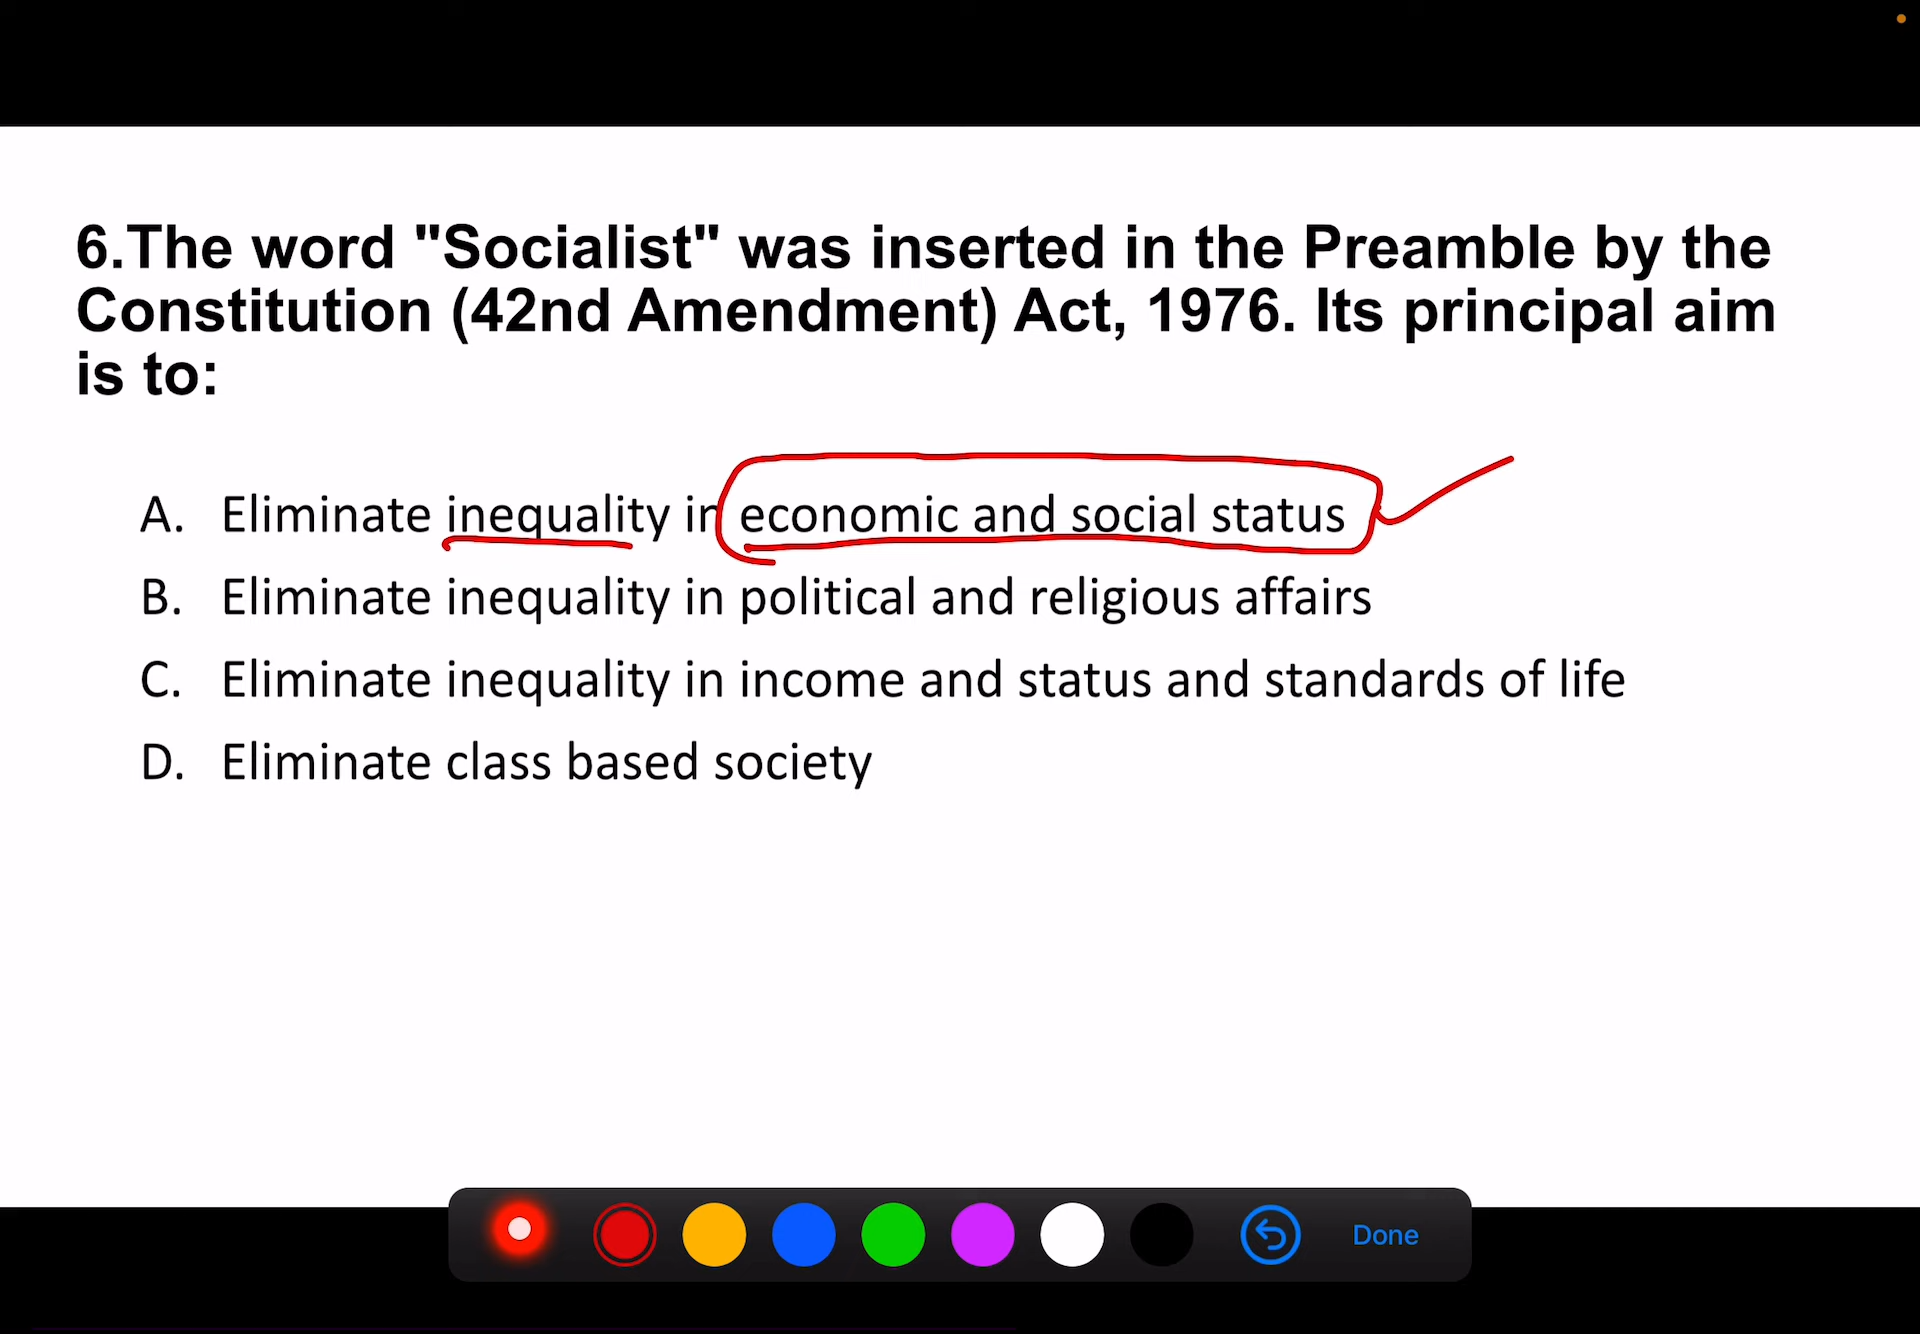 6.The word "Socialist" was inserted in the Preamble by the
Constitution (42nd Amendment) Act, 1976. Its principal aim
is to:
A. Eliminate inequality in economic and social status
B. Eliminate inequality in political and religious affairs
C. Eliminate inequality in income and status and standards of life
D. Eliminate class based society
Done